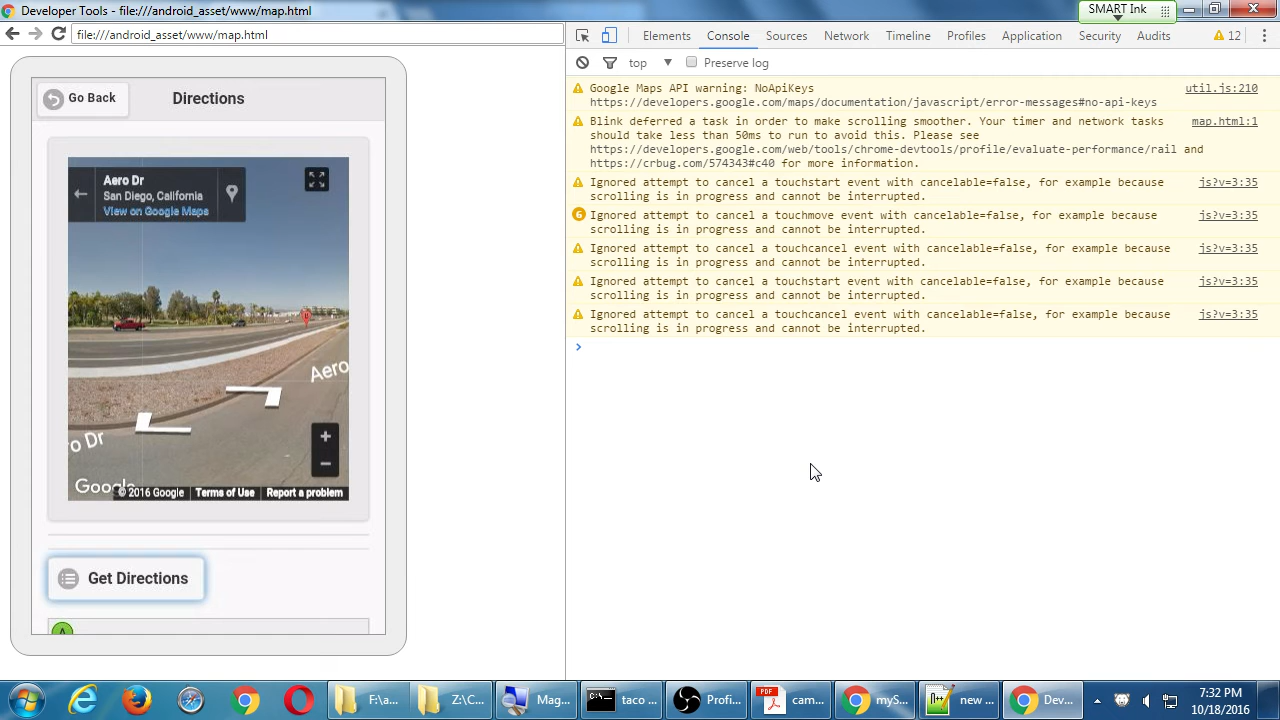 Developer Tools - file:///android_asset/www/map.html
SMART Ink
file:///android_asset/www/map.html
Elements Console Sources Network Timeline Profiles Application Security Audits 12
top Preserve log
Go Back
Directions
Aero Dr
San Diego, California
View on Google Maps
Aero
o Dr
+
−
Google
© 2016 Google Terms of Use Report a problem
Get Directions
A
Google Maps API warning: NoApiKeys util.js:210
https://developers.google.com/maps/documentation/javascript/error-messages#no-api-keys
Blink deferred a task in order to make scrolling smoother. Your timer and network tasks map.html:1
should take less than 50ms to run to avoid this. Please see
https://developers.google.com/web/tools/chrome-devtools/profile/evaluate-performance/rail and
https://crbug.com/574343#c40 for more information.
Ignored attempt to cancel a touchstart event with cancelable=false, for example because js?v=3:35
scrolling is in progress and cannot be interrupted.
6 Ignored attempt to cancel a touchmove event with cancelable=false, for example because js?v=3:35
scrolling is in progress and cannot be interrupted.
Ignored attempt to cancel a touchcancel event with cancelable=false, for example because js?v=3:35
scrolling is in progress and cannot be interrupted.
Ignored attempt to cancel a touchstart event with cancelable=false, for example because js?v=3:35
scrolling is in progress and cannot be interrupted.
Ignored attempt to cancel a touchcancel event with cancelable=false, for example because js?v=3:35
scrolling is in progress and cannot be interrupted.
>
F:\a... Z:\C... Mag... taco ... Profi... PDF cam... myS... new ... Dev... 7:32 PM
10/18/2016